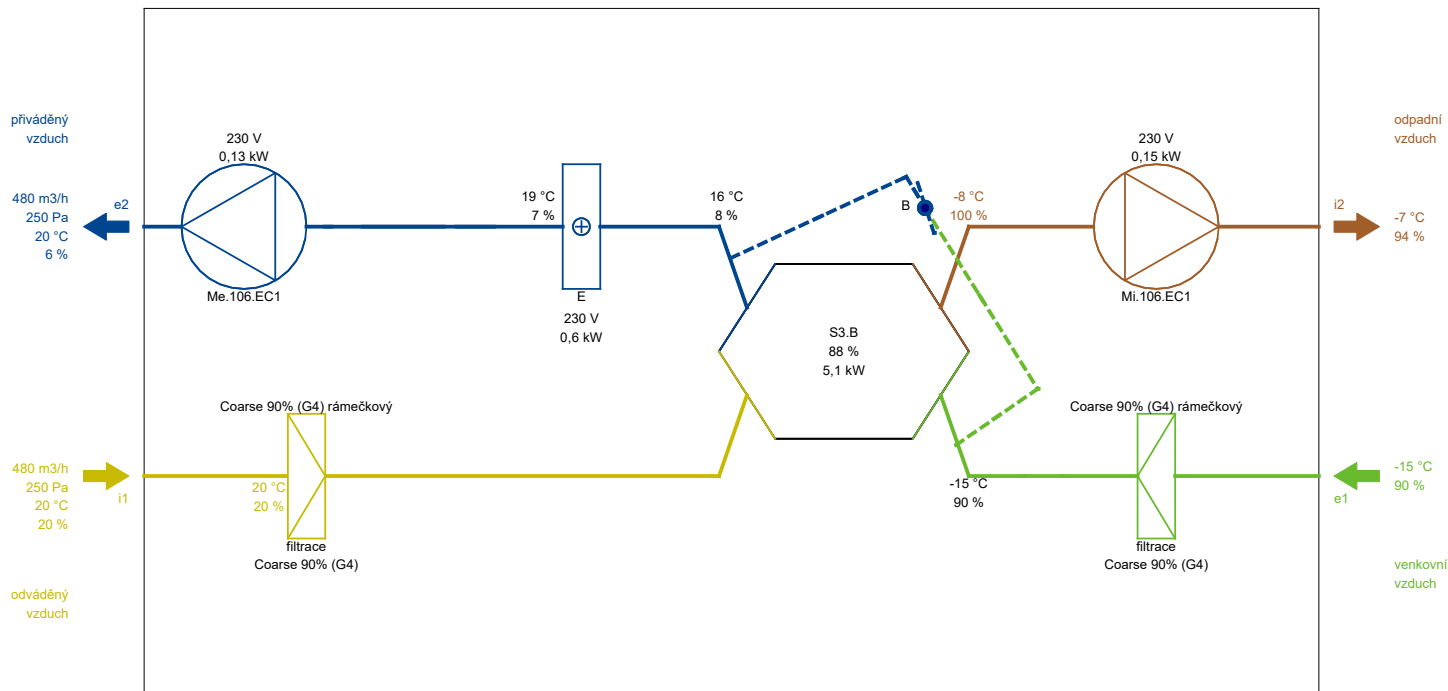 přiváděný
vzduch
480 m3/h
250 Pa
20 °C
6 %
e2
230 V
0,13 kW
Me.106.EC1
19 °C
7 %
E
230 V
0,6 kW
16 °C
8 %
B
-8 °C
100 %
230 V
0,15 kW
Mi.106.EC1
odpadní
vzduch
i2
-7 °C
94 %
S3.B
88 %
5,1 kW
480 m3/h
250 Pa
20 °C
20 %
i1
odváděný
vzduch
Coarse 90% (G4) rámečkový
20 °C
20 %
filtrace
Coarse 90% (G4)
-15 °C
90 %
Coarse 90% (G4) rámečkový
filtrace
Coarse 90% (G4)
-15 °C
90 %
e1
venkovní
vzduch